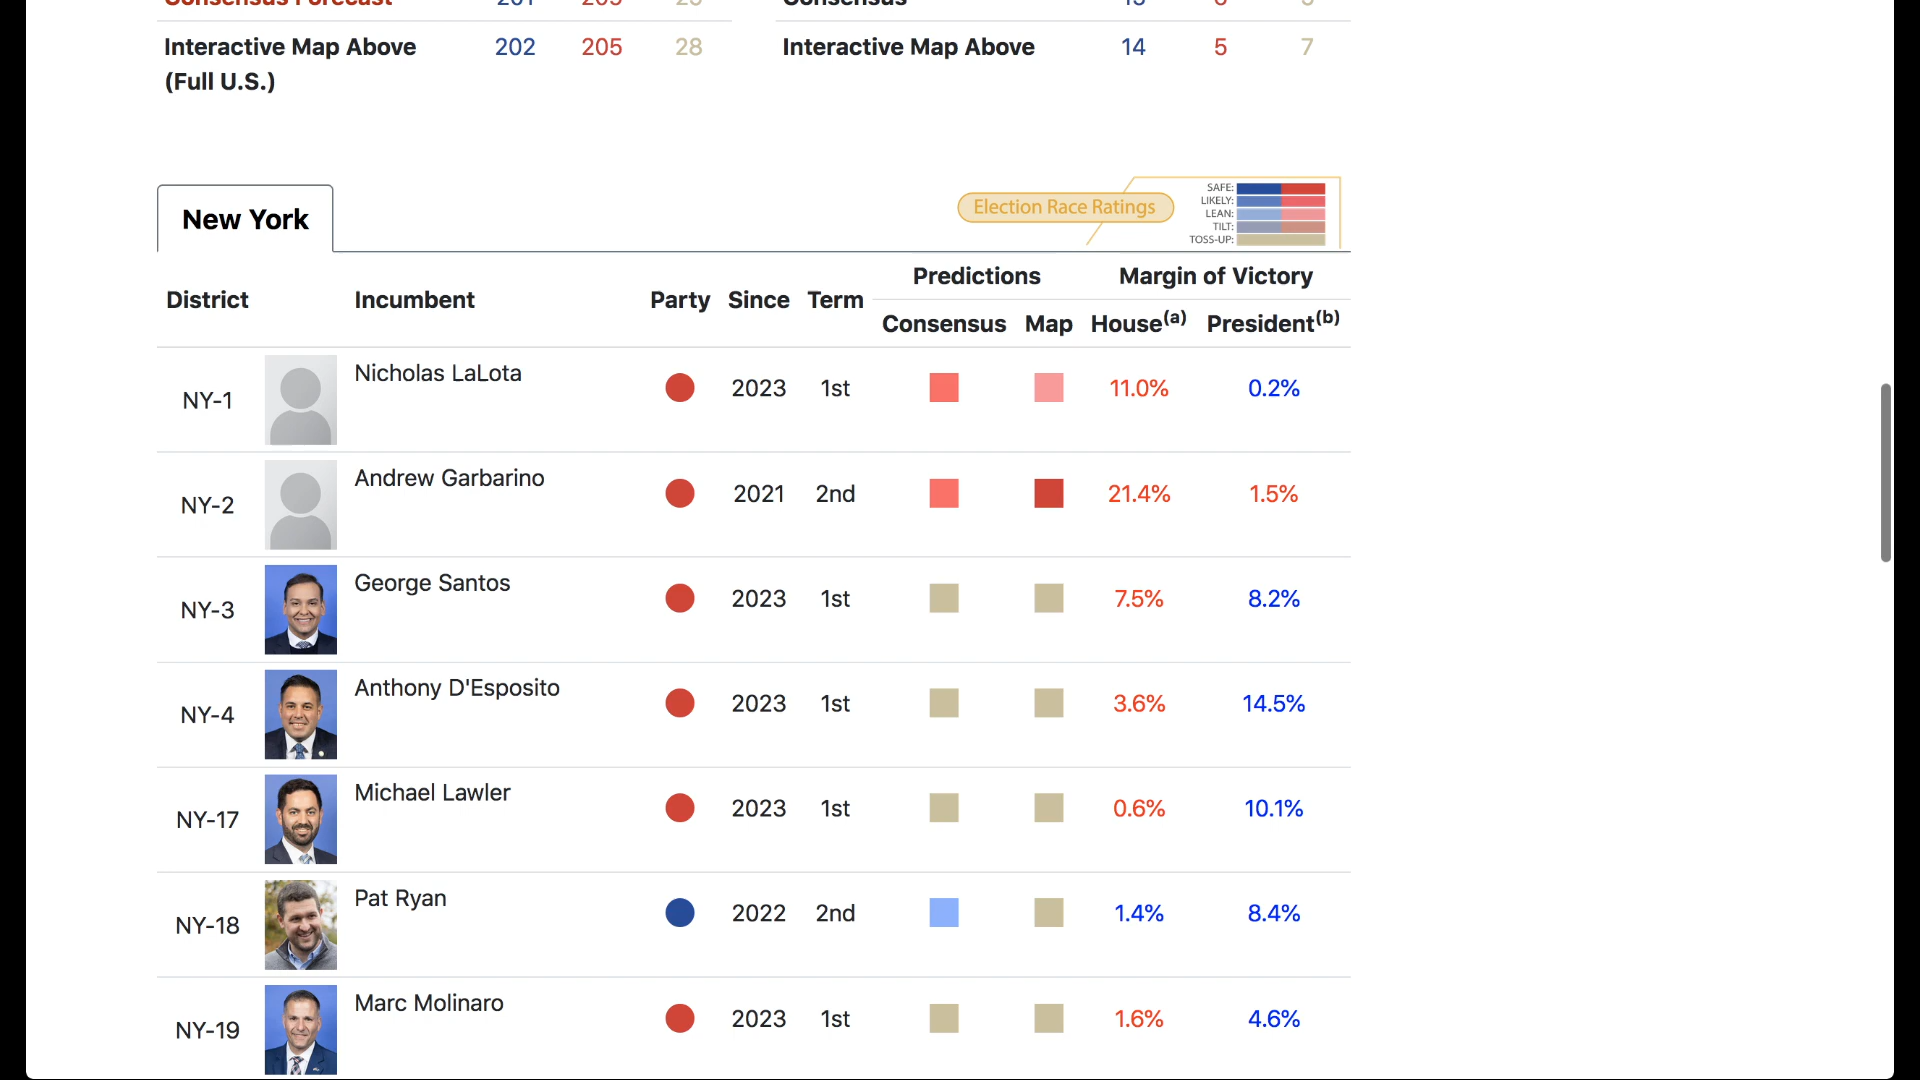 Consensus Forecast 201 205 Consensus
Interactive Map Above 202 205 28 Interactive Map Above 14 5 7
(Full U.S.)
New York
Election Race Ratings
SAFE:
LIKELY:
LEAN:
TILT:
TOSS-UP:
Predictions Margin of Victory
District Incumbent Party Since Term
Consensus Map House(a) President(b)
NY-1 Nicholas LaLota 2023 1st 11.0% 0.2%
NY-2 Andrew Garbarino 2021 2nd 21.4% 1.5%
NY-3 George Santos 2023 1st 7.5% 8.2%
NY-4 Anthony D'Esposito 2023 1st 3.6% 14.5%
NY-17 Michael Lawler 2023 1st 0.6% 10.1%
NY-18 Pat Ryan 2022 2nd 1.4% 8.4%
NY-19 Marc Molinaro 2023 1st 1.6% 4.6%